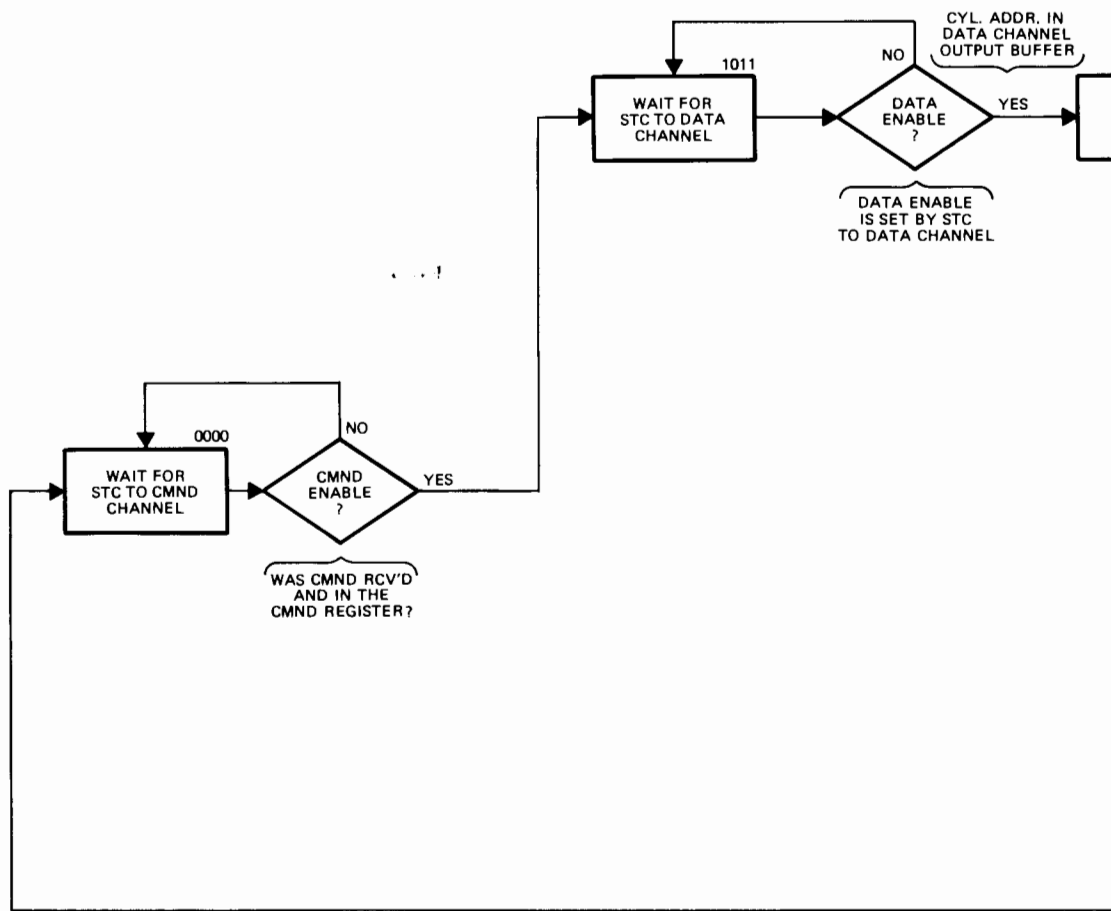 CYL. ADDR. IN
DATA CHANNEL
OUTPUT BUFFER
NO
1011
WAIT FOR
STC TO DATA
CHANNEL
DATA
ENABLE
?
YES
DATA ENABLE
IS SET BY STC
TO DATA CHANNEL
NO
0000
WAIT FOR
STC TO CMND
CHANNEL
CMND
ENABLE
?
YES
WAS CMND RCV'D
AND IN THE
CMND REGISTER?